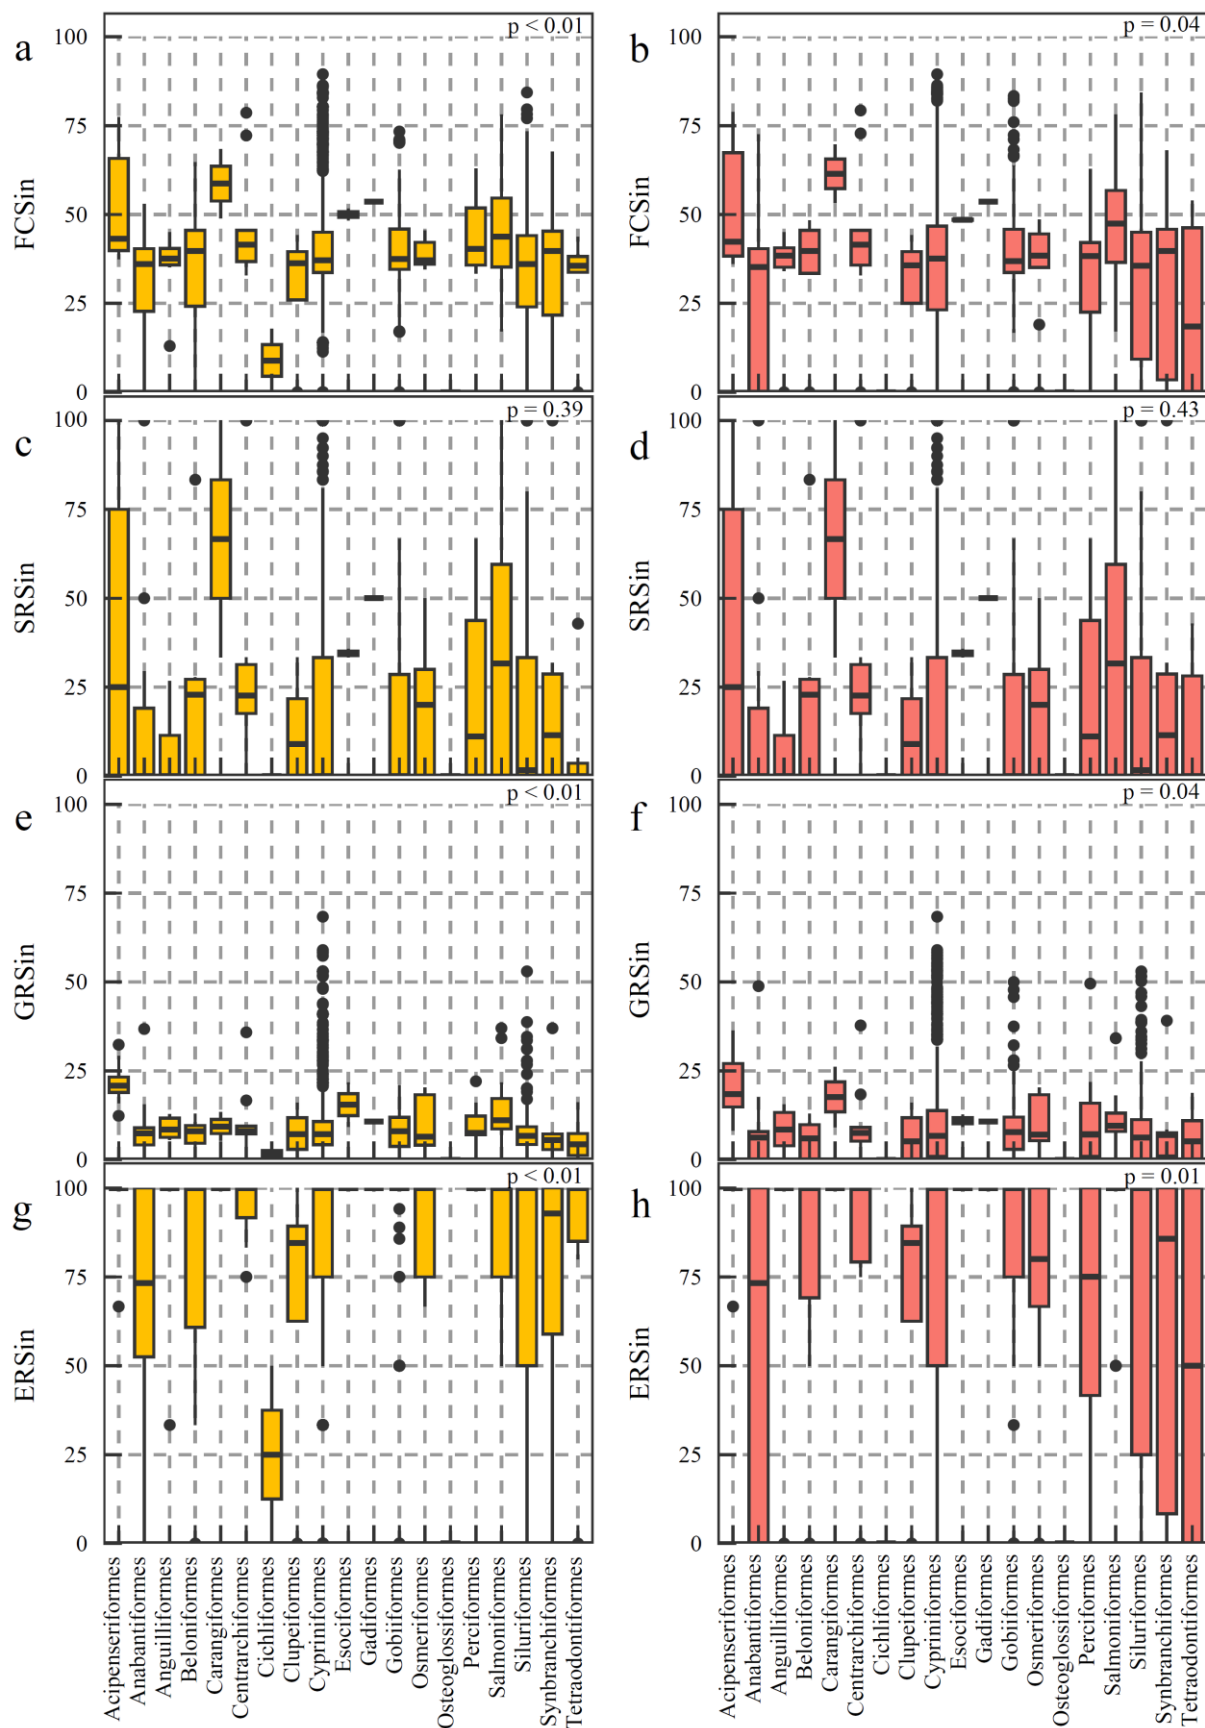 a
p < 0.01
100
75
50
25
0
FCSin
b
p = 0.04
100
75
50
25
0
FCSin
c
p = 0.39
100
75
50
25
0
SRSin
d
p = 0.43
100
75
50
25
0
SRSin
e
p < 0.01
100
75
50
25
0
GRSin
f
p = 0.04
100
75
50
25
0
GRSin
g
p < 0.01
100
75
50
25
0
ERSin
h
p = 0.01
100
75
50
25
0
ERSin
Acipenseriformes
Anabantiformes
Anguilliformes
Beloniformes
Carangiformes
Centrarchiformes
Cichliformes
Clupeiformes
Cypriniformes
Esociformes
Gadiformes
Gobiiformes
Osmeriformes
Osteoglossiformes
Perciformes
Salmoniformes
Siluriformes
Synbranchiformes
Tetraodontiformes
Acipenseriformes
Anabantiformes
Anguilliformes
Beloniformes
Carangiformes
Centrarchiformes
Cichliformes
Clupeiformes
Cypriniformes
Esociformes
Gadiformes
Gobiiformes
Osmeriformes
Osteoglossiformes
Perciformes
Salmoniformes
Siluriformes
Synbranchiformes
Tetraodontiformes